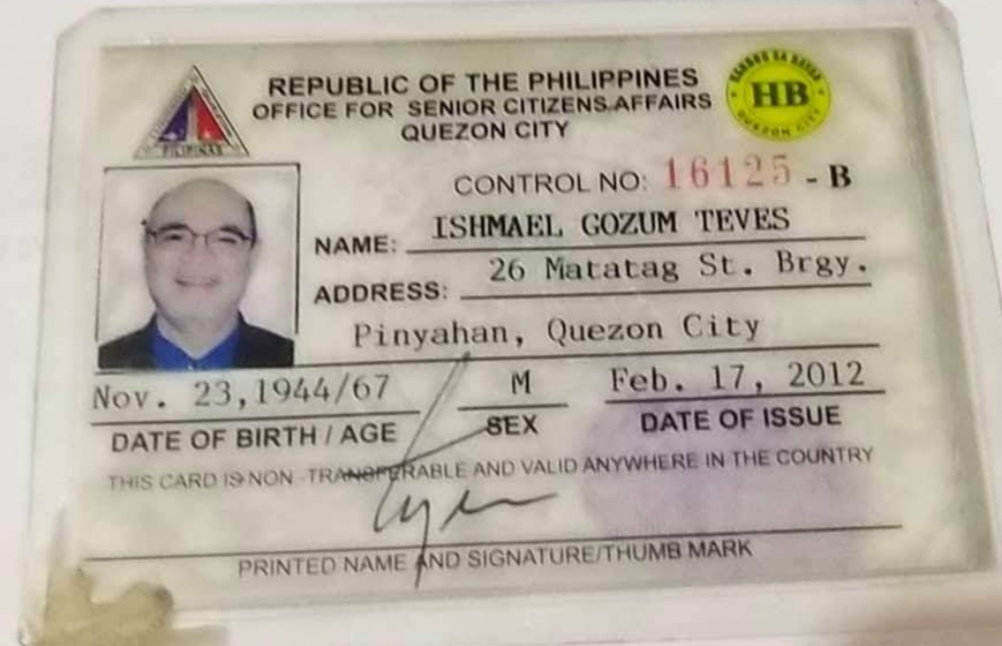 REPUBLIC OF THE PHILIPPINES
OFFICE FOR SENIOR CITIZENS AFFAIRS
QUEZON CITY
PILIPINAS
HB
QUEZON CITY
CONTROL NO: 16125 - B
NAME: ISHMAEL GOZUM TEVES
ADDRESS: 26 Matatag St. Brgy.
Pinyahan, Quezon City
Nov. 23,1944/67 M Feb. 17, 2012
DATE OF BIRTH / AGE SEX DATE OF ISSUE
THIS CARD IS NON -TRANSFERABLE AND VALID ANYWHERE IN THE COUNTRY
PRINTED NAME AND SIGNATURE/THUMB MARK